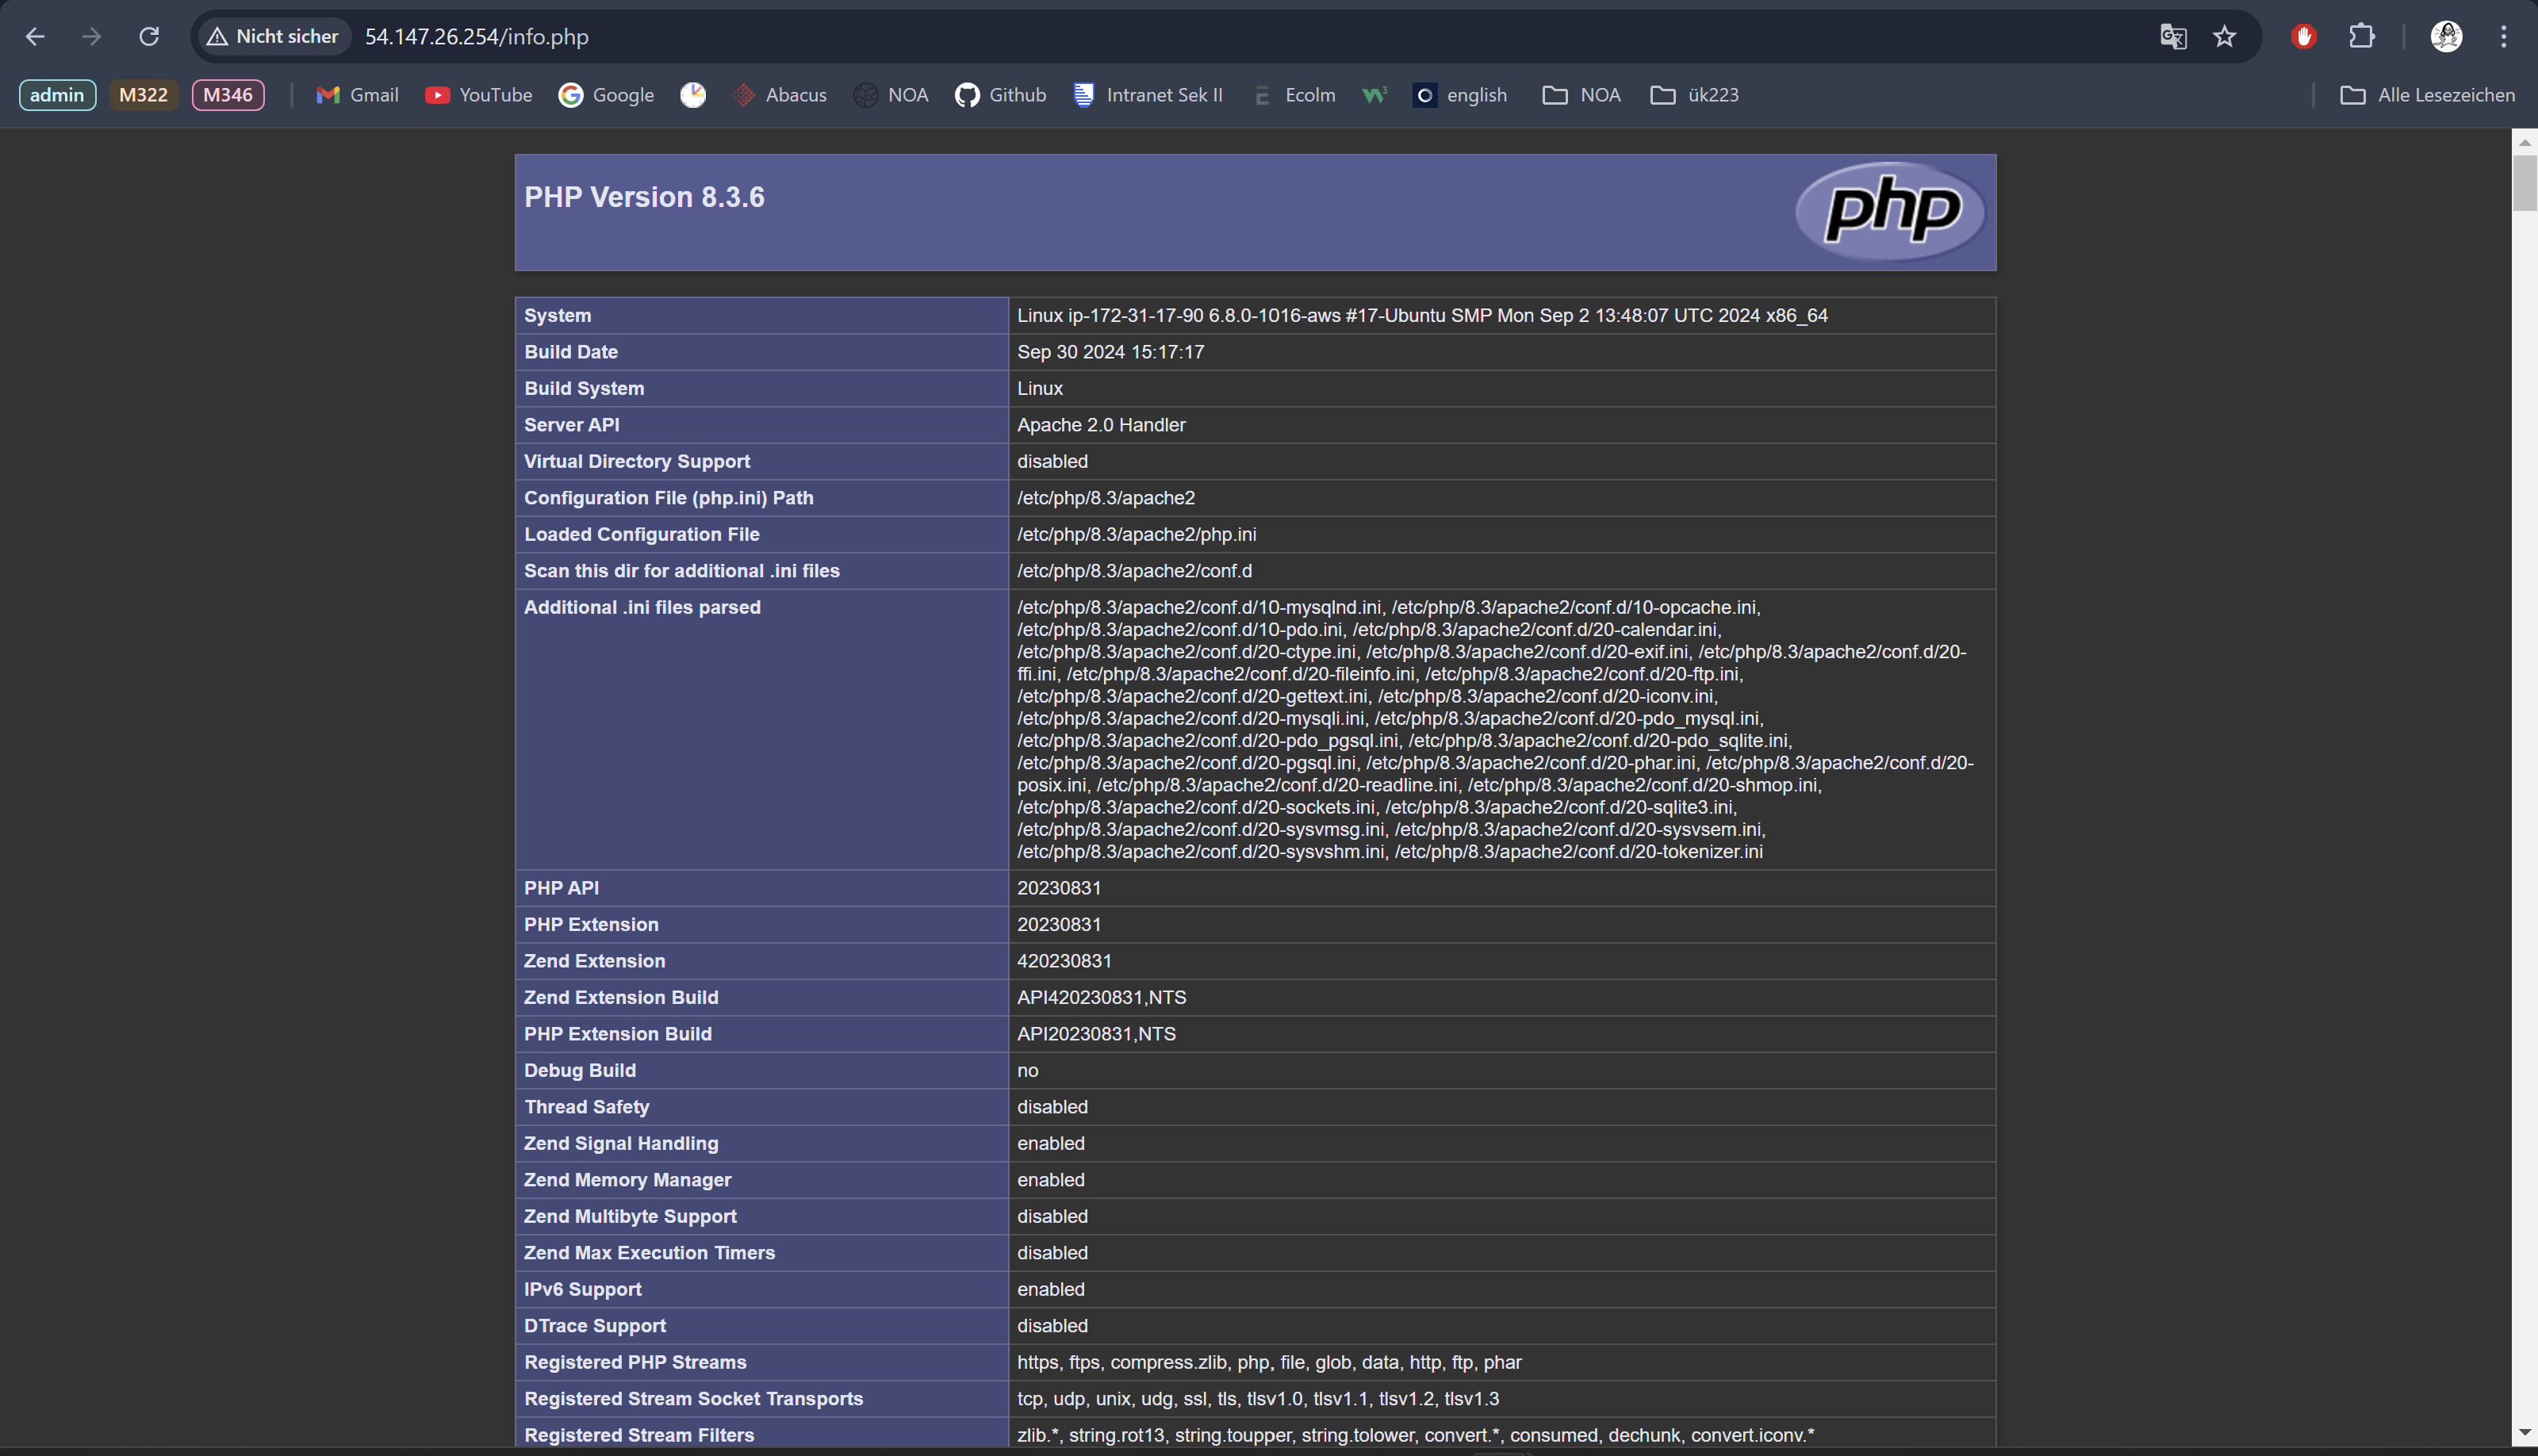 Nicht sicher 54.147.26.254/info.php
admin M322 M346 Gmail YouTube Google Abacus NOA Github Intranet Sek II Ecolm english NOA ük223 Alle Lesezeichen
PHP Version 8.3.6
php
System Linux ip-172-31-17-90 6.8.0-1016-aws #17-Ubuntu SMP Mon Sep 2 13:48:07 UTC 2024 x86_64
Build Date Sep 30 2024 15:17:17
Build System Linux
Server API Apache 2.0 Handler
Virtual Directory Support disabled
Configuration File (php.ini) Path /etc/php/8.3/apache2
Loaded Configuration File /etc/php/8.3/apache2/php.ini
Scan this dir for additional .ini files /etc/php/8.3/apache2/conf.d
Additional .ini files parsed /etc/php/8.3/apache2/conf.d/10-mysqlnd.ini, /etc/php/8.3/apache2/conf.d/10-opcache.ini,
/etc/php/8.3/apache2/conf.d/10-pdo.ini, /etc/php/8.3/apache2/conf.d/20-calendar.ini,
/etc/php/8.3/apache2/conf.d/20-ctype.ini, /etc/php/8.3/apache2/conf.d/20-exif.ini, /etc/php/8.3/apache2/conf.d/20-
ffi.ini, /etc/php/8.3/apache2/conf.d/20-fileinfo.ini, /etc/php/8.3/apache2/conf.d/20-ftp.ini,
/etc/php/8.3/apache2/conf.d/20-gettext.ini, /etc/php/8.3/apache2/conf.d/20-iconv.ini,
/etc/php/8.3/apache2/conf.d/20-mysqli.ini, /etc/php/8.3/apache2/conf.d/20-pdo_mysql.ini,
/etc/php/8.3/apache2/conf.d/20-pdo_pgsql.ini, /etc/php/8.3/apache2/conf.d/20-pdo_sqlite.ini,
/etc/php/8.3/apache2/conf.d/20-pgsql.ini, /etc/php/8.3/apache2/conf.d/20-phar.ini, /etc/php/8.3/apache2/conf.d/20-
posix.ini, /etc/php/8.3/apache2/conf.d/20-readline.ini, /etc/php/8.3/apache2/conf.d/20-shmop.ini,
/etc/php/8.3/apache2/conf.d/20-sockets.ini, /etc/php/8.3/apache2/conf.d/20-sqlite3.ini,
/etc/php/8.3/apache2/conf.d/20-sysvmsg.ini, /etc/php/8.3/apache2/conf.d/20-sysvsem.ini,
/etc/php/8.3/apache2/conf.d/20-sysvshm.ini, /etc/php/8.3/apache2/conf.d/20-tokenizer.ini
PHP API 20230831
PHP Extension 20230831
Zend Extension 420230831
Zend Extension Build API420230831,NTS
PHP Extension Build API20230831,NTS
Debug Build no
Thread Safety disabled
Zend Signal Handling enabled
Zend Memory Manager enabled
Zend Multibyte Support disabled
Zend Max Execution Timers disabled
IPv6 Support enabled
DTrace Support disabled
Registered PHP Streams https, ftps, compress.zlib, php, file, glob, data, http, ftp, phar
Registered Stream Socket Transports tcp, udp, unix, udg, ssl, tls, tlsv1.0, tlsv1.1, tlsv1.2, tlsv1.3
Registered Stream Filters zlib.*, string.rot13, string.toupper, string.tolower, convert.*, consumed, dechunk, convert.iconv.*